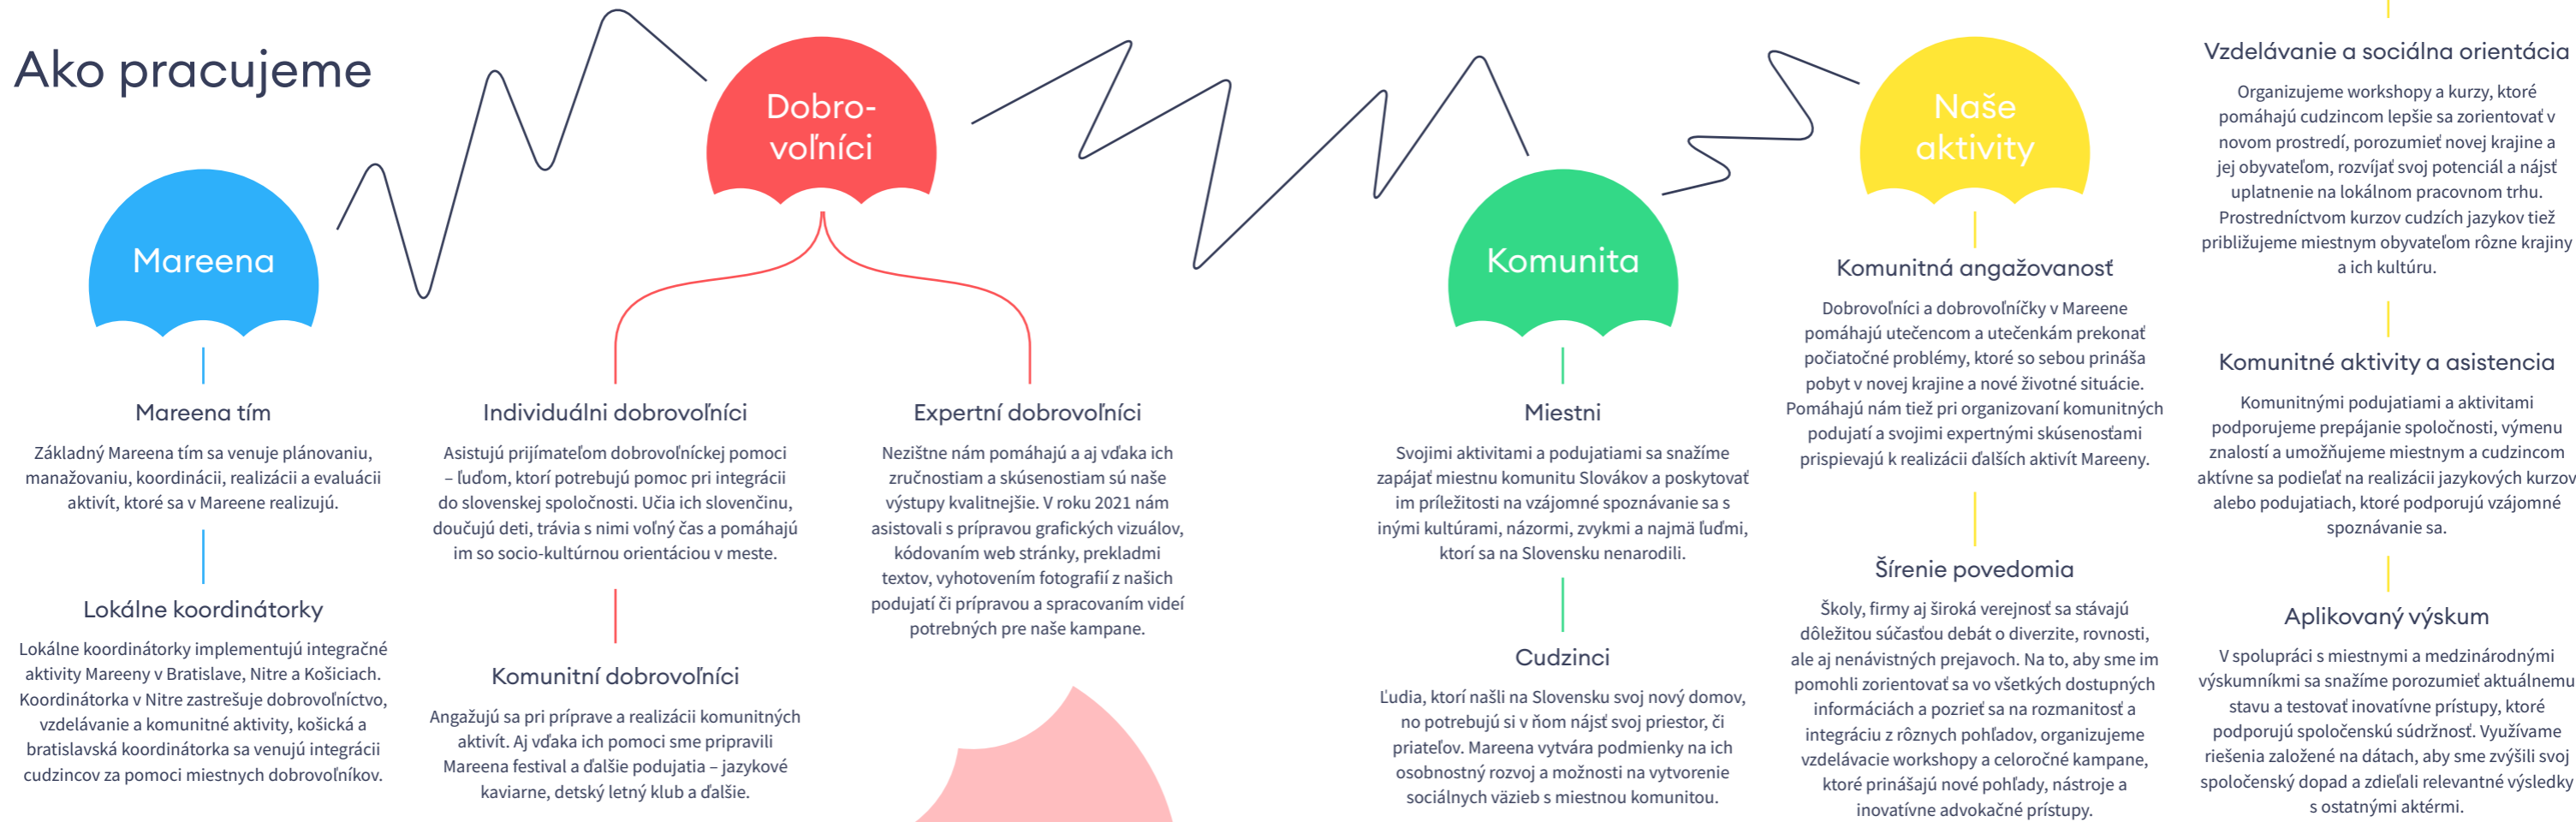 Ako pracujeme
Mareena
Mareena tím
Základný Mareena tím sa venuje plánovaniu,
manažovaniu, koordinácii, realizácii a evaluácii
aktivít, ktoré sa v Mareene realizujú.
Lokálne koordinátorky
Lokálne koordinátorky implementujú integračné
aktivity Mareeny v Bratislave, Nitre a Košiciach.
Koordinátorka v Nitre zastrešuje dobrovoľníctvo,
vzdelávanie a komunitné aktivity, košická a
bratislavská koordinátorka sa venujú integrácii
cudzincov za pomoci miestnych dobrovoľníkov.
Dobro-
voľníci
Individuálni dobrovoľníci
Asistujú prijímateľom dobrovoľníckej pomoci
– ľuďom, ktorí potrebujú pomoc pri integrácii
do slovenskej spoločnosti. Učia ich slovenčinu,
doučujú deti, trávia s nimi voľný čas a pomáhajú
im so socio-kultúrnou orientáciou v meste.
Komunitní dobrovoľníci
Angažujú sa pri príprave a realizácii komunitných
aktivít. Aj vďaka ich pomoci sme pripravili
Mareena festival a ďalšie podujatia – jazykové
kaviarne, detský letný klub a ďalšie.
Expertní dobrovoľníci
Nezištne nám pomáhajú a aj vďaka ich
zručnostiam a skúsenostiam sú naše
výstupy kvalitnejšie. V roku 2021 nám
asistovali s prípravou grafických vizuálov,
kódovaním web stránky, prekladmi
textov, vyhotovením fotografií z našich
podujatí či prípravou a spracovaním videí
potrebných pre naše kampane.
Komunita
Miestni
Svojimi aktivitami a podujatiami sa snažíme
zapájať miestnu komunitu Slovákov a poskytovať
im príležitosti na vzájomné spoznávanie sa s
inými kultúrami, názormi, zvykmi a najmä ľuďmi,
ktorí sa na Slovensku nenarodili.
Cudzinci
Ľudia, ktorí našli na Slovensku svoj nový domov,
no potrebujú si v ňom nájsť svoj priestor, či
priateľov. Mareena vytvára podmienky na ich
osobnostný rozvoj a možnosti na vytvorenie
sociálnych väzieb s miestnou komunitou.
Naše
aktivity
Komunitná angažovanosť
Dobrovoľníci a dobrovoľníčky v Mareene
pomáhajú utečencom a utečenkám prekonať
počiatočné problémy, ktoré so sebou prináša
pobyt v novej krajine a nové životné situácie.
Pomáhajú nám tiež pri organizovaní komunitných
podujatí a svojimi expertnými skúsenosťami
prispievajú k realizácii ďalších aktivít Mareeny.
Šírenie povedomia
Školy, firmy aj široká verejnosť sa stávajú
dôležitou súčasťou debát o diverzite, rovnosti,
ale aj nenávistných prejavoch. Na to, aby sme im
pomohli zorientovať sa vo všetkých dostupných
informáciách a pozrieť sa na rozmanitosť a
integráciu z rôznych pohľadov, organizujeme
vzdelávacie workshopy a celoročné kampane,
ktoré prinášajú nové pohľady, nástroje a
inovatívne advokačné prístupy.
Vzdelávanie a sociálna orientácia
Organizujeme workshopy a kurzy, ktoré
pomáhajú cudzincom lepšie sa zorientovať v
novom prostredí, porozumieť novej krajine a
jej obyvateľom, rozvíjať svoj potenciál a nájsť
uplatnenie na lokálnom pracovnom trhu.
Prostredníctvom kurzov cudzích jazykov tiež
približujeme miestnym obyvateľom rôzne krajiny
a ich kultúru.
Komunitné aktivity a asistencia
Komunitnými podujatiami a aktivitami
podporujeme prepájanie spoločnosti, výmenu
znalostí a umožňujeme miestnym a cudzincom
aktívne sa podieľať na realizácii jazykových kurzov
alebo podujatiach, ktoré podporujú vzájomné
spoznávanie sa.
Aplikovaný výskum
V spolupráci s miestnymi a medzinárodnými
výskumníkmi sa snažíme porozumieť aktuálnemu
stavu a testovať inovatívne prístupy, ktoré
podporujú spoločenskú súdržnosť. Využívame
riešenia založené na dátach, aby sme zvýšili svoj
spoločenský dopad a zdieľali relevantné výsledky
s ostatnými aktérmi.